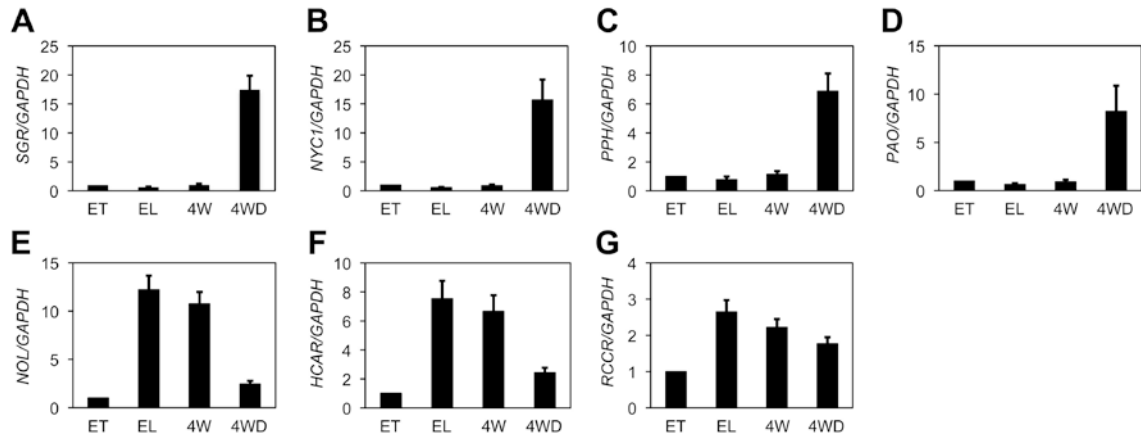 A
SGR/GAPDH
25
20
15
10
5
0
ET EL 4W 4WD
B
NYC1/GAPDH
25
20
15
10
5
0
ET EL 4W 4WD
C
PPH/GAPDH
10
8
6
4
2
0
ET EL 4W 4WD
D
PAO/GAPDH
15
10
5
0
ET EL 4W 4WD
E
NOL/GAPDH
15
10
5
0
ET EL 4W 4WD
F
HCAR/GAPDH
10
8
6
4
2
0
ET EL 4W 4WD
G
RCCR/GAPDH
4
3
2
1
0
ET EL 4W 4WD